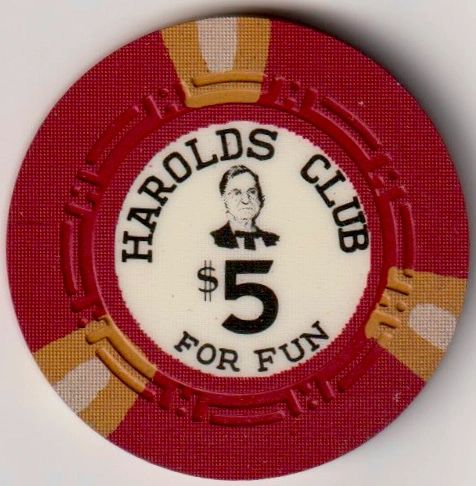 HAROLDS CLUB
$5
FOR FUN